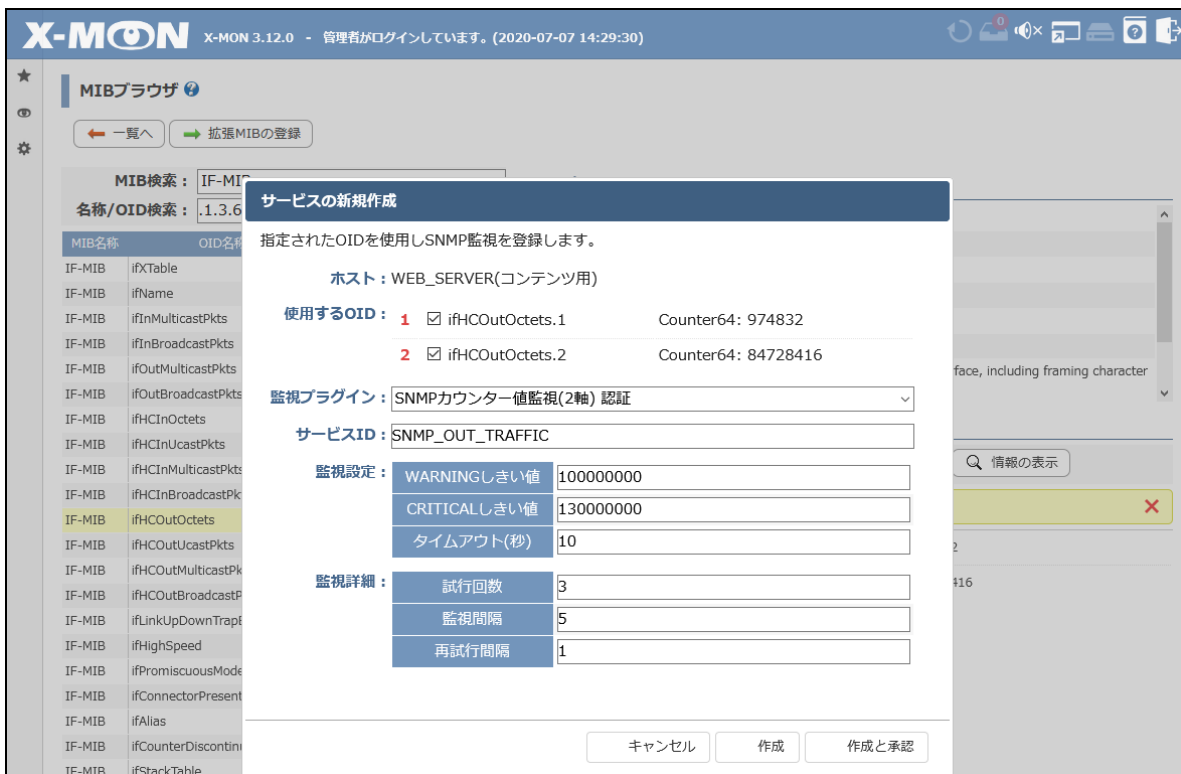 X-MON X-MON 3.12.0 - 管理者がログインしています。(2020-07-07 14:29:30)
0
MIBブラウザ
一覧へ 拡張MIBの登録
MIB検索: IF-MIB
名称/OID検索: .1.3.6
MIB名称 OID名称
IF-MIB ifXTable
IF-MIB ifName
IF-MIB ifInMulticastPkts
IF-MIB ifInBroadcastPkts
IF-MIB ifOutMulticastPkts
IF-MIB ifOutBroadcastPkts
IF-MIB ifHCInOctets
IF-MIB ifHCInUcastPkts
IF-MIB ifHCInMulticastPkts
IF-MIB ifHCInBroadcastPk
IF-MIB ifHCOutOctets
IF-MIB ifHCOutUcastPkts
IF-MIB ifHCOutMulticastPk
IF-MIB ifHCOutBroadcastP
IF-MIB ifLinkUpDownTrapE
IF-MIB ifHighSpeed
IF-MIB ifPromiscuousMode
IF-MIB ifConnectorPresent
IF-MIB ifAlias
IF-MIB ifCounterDiscontinu
IF-MIB ifStackTable
サービスの新規作成
指定されたOIDを使用しSNMP監視を登録します。
ホスト: WEB_SERVER(コンテンツ用)
使用するOID: 1 ifHCOutOctets.1 Counter64: 974832
2 ifHCOutOctets.2 Counter64: 84728416
監視プラグイン: SNMPカウンター値監視(2軸) 認証
サービスID: SNMP_OUT_TRAFFIC
監視設定: WARNINGしきい値 100000000
CRITICALしきい値 130000000
タイムアウト(秒) 10
監視詳細: 試行回数 3
監視間隔 5
再試行間隔 1
キャンセル 作成 作成と承認
face, including framing character
情報の表示
2
416